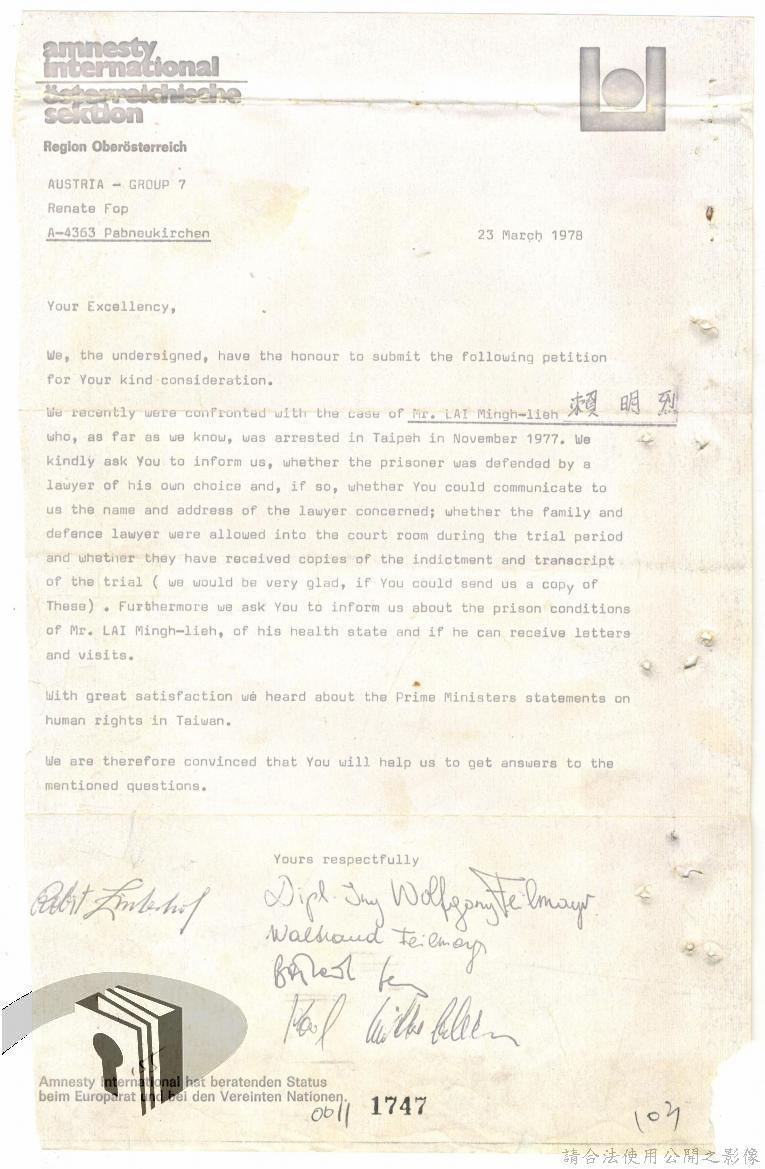 amnesty
international
österreichische
sektion
Region Oberösterreich
AUSTRIA - GROUP 7
Renate Fop
A-4363 Pabneukirchen
23 March 1978
Your Excellency,
We, the undersigned, have the honour to submit the following petition
for Your kind consideration.
We recently were confronted with the case of Mr. LAI Mingh-lieh 賴明烈
who, as far as we know, was arrested in Taipeh in November 1977. We
kindly ask You to inform us, whether the prisoner was defended by a
lawyer of his own choice and, if so, whether You could communicate to
us the name and address of the lawyer concerned; whether the family and
defence lawyer were allowed into the court room during the trial period
and whether they have received copies of the indictment and transcript
of the trial ( we would be very glad, if You could send us a copy of
These) . Furthermore we ask You to inform us about the prison conditions
of Mr. LAI Mingh-lieh, of his health state and if he can receive letters
and visits.
With great satisfaction we heard about the Prime Ministers statements on
human rights in Taiwan.
We are therefore convinced that You will help us to get answers to the
mentioned questions.
Yours respectfully
Dipl. Ing Wolfgang Feilmayr
Waltraud Feilmayr
Karl
Amnesty International hat beratenden Status
beim Europarat und bei den Vereinten Nationen.
0011 1747
103
請合法使用公開之影像